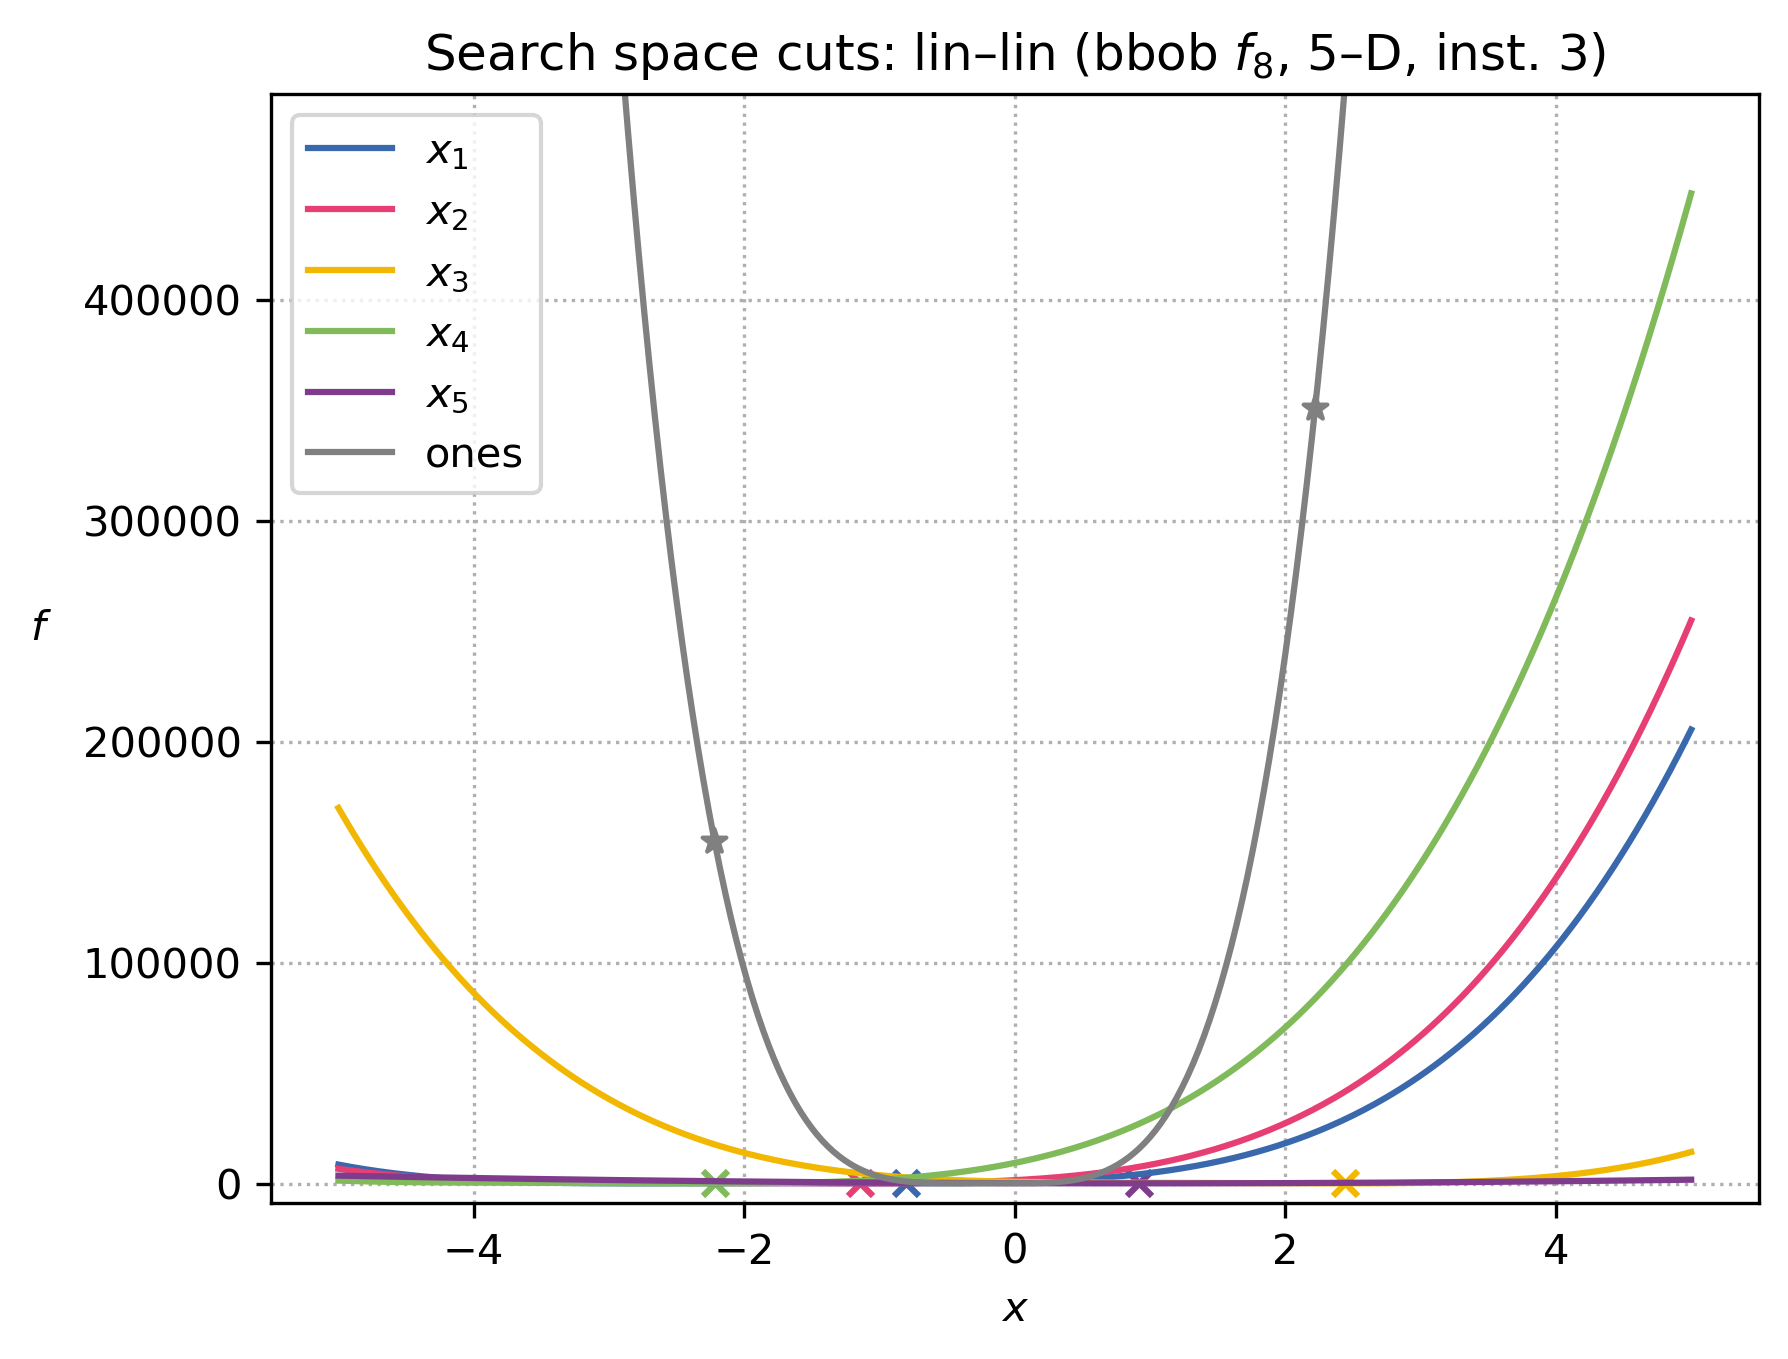 Search space cuts: lin–lin (bbob f₈, 5–D, inst. 3)
x₁
x₂
x₃
x₄
x₅
ones
f
400000
300000
200000
100000
0
−4
−2
0
2
4
x